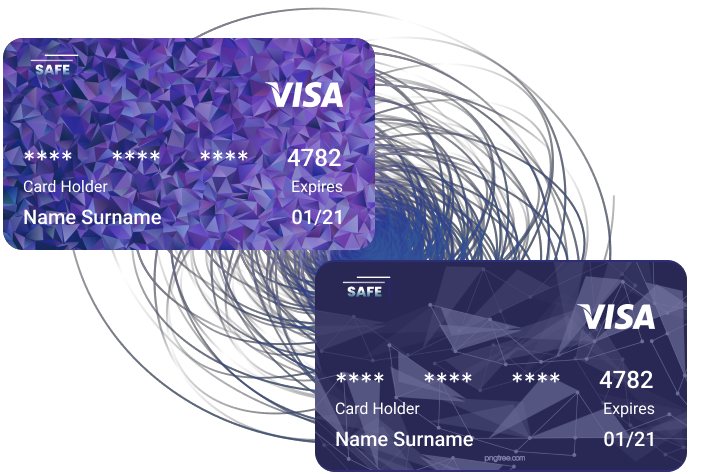 SAFE
VISA
**** **** **** 4782
Card Holder Expires
Name Surname 01/21
SAFE
VISA
**** **** **** 4782
Card Holder Expires
Name Surname 01/21
pngtree.com